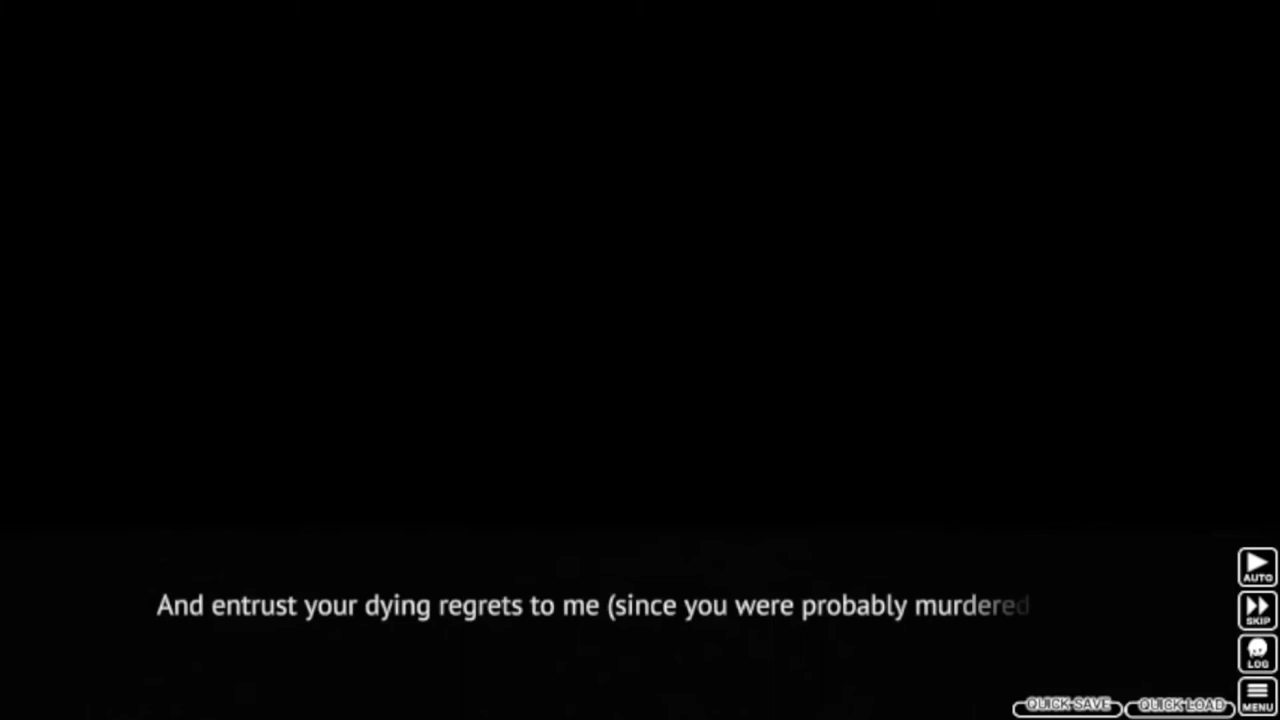 And entrust your dying regrets to me (since you were probably murdered
AUTO
SKIP
LOG
MENU
QUICK SAVE QUICK LOAD